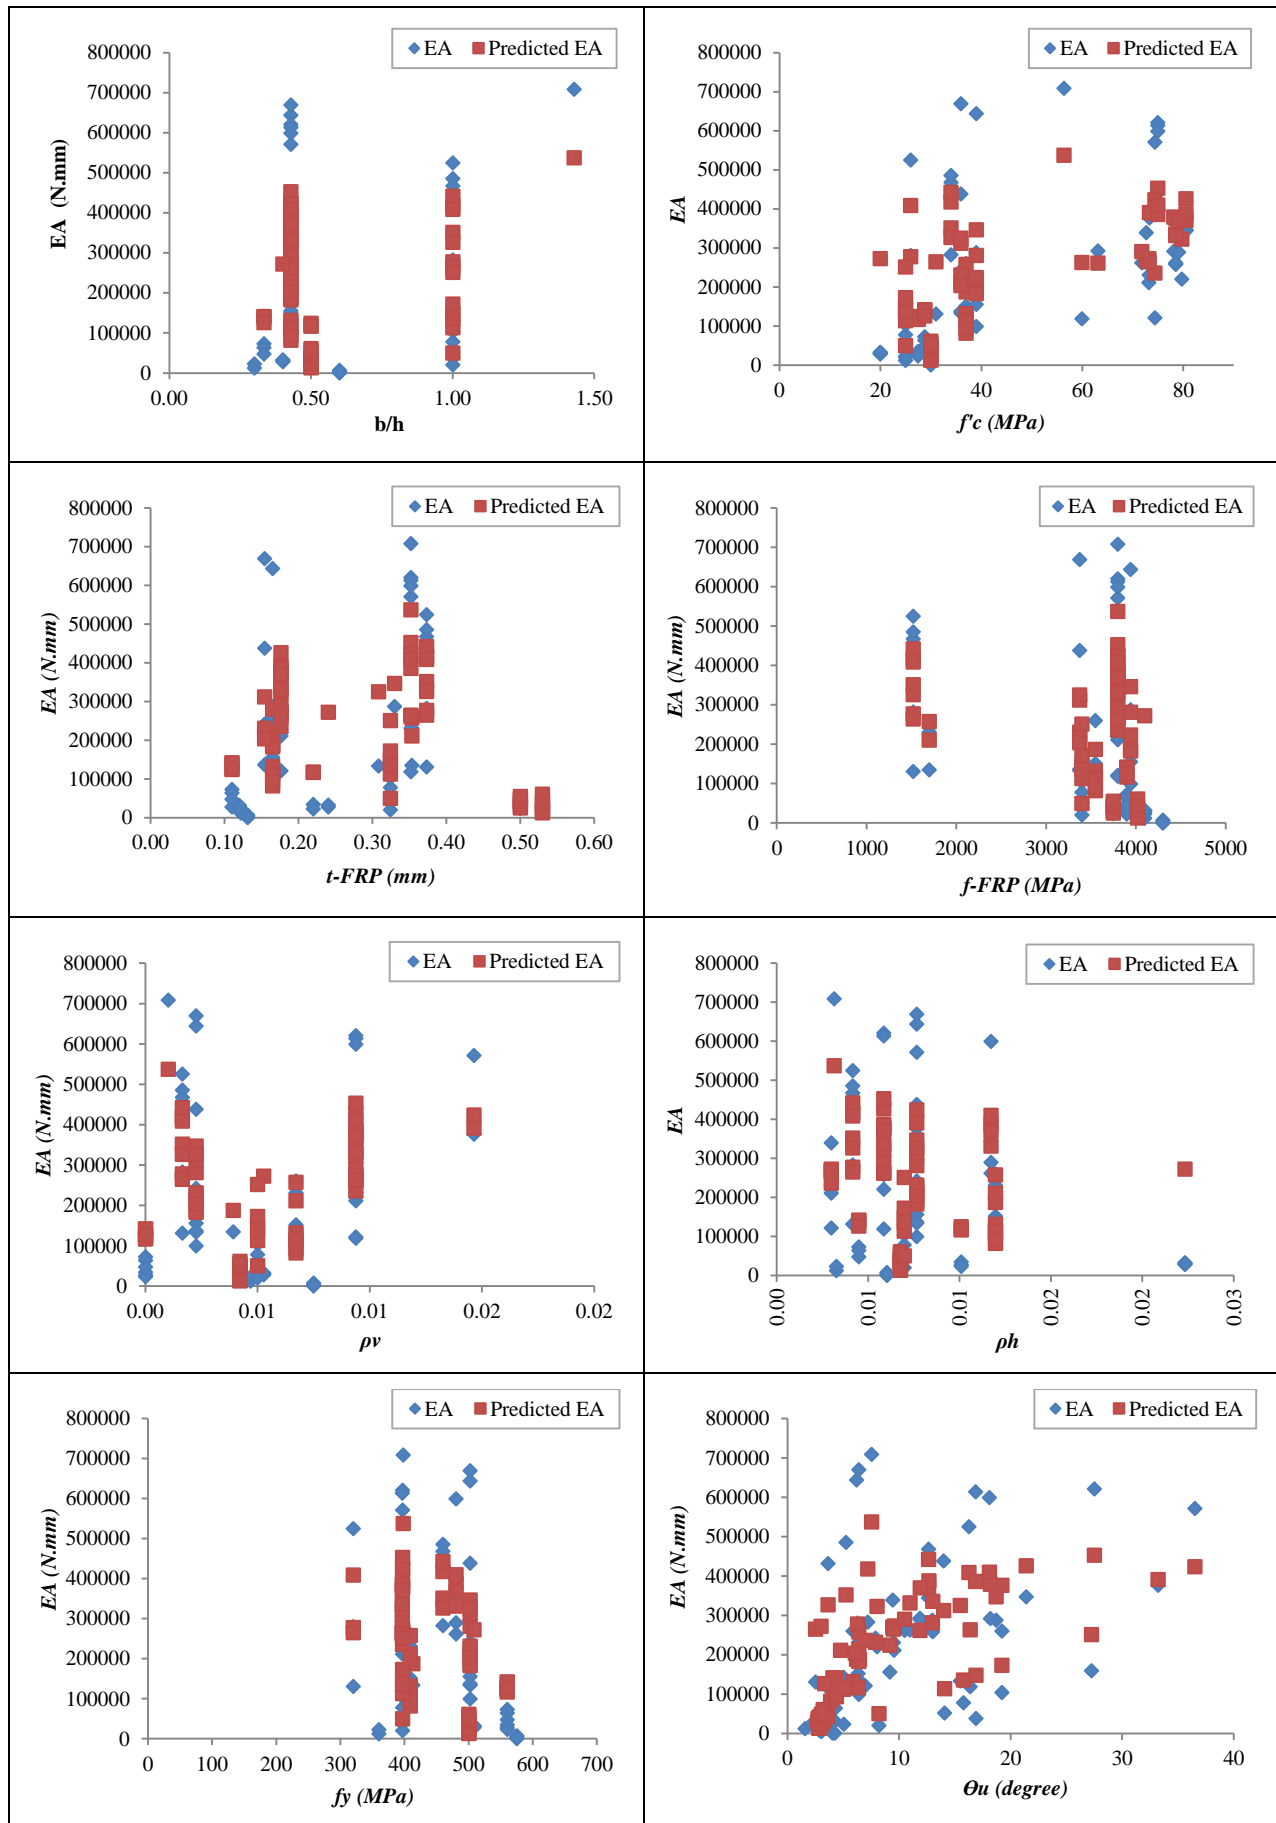 EA Predicted EA
800000
700000
600000
500000
400000
300000
200000
100000
0
EA (N.mm)
0.00 0.50 1.00 1.50
b/h
EA Predicted EA
800000
700000
600000
500000
400000
300000
200000
100000
0
EA
0 20 40 60 80
f'c (MPa)
EA Predicted EA
800000
700000
600000
500000
400000
300000
200000
100000
0
EA (N.mm)
0.00 0.10 0.20 0.30 0.40 0.50 0.60
t-FRP (mm)
EA Predicted EA
800000
700000
600000
500000
400000
300000
200000
100000
0
EA (N.mm)
0 1000 2000 3000 4000 5000
f-FRP (MPa)
EA Predicted EA
800000
700000
600000
500000
400000
300000
200000
100000
0
EA (N.mm)
0.00 0.01 0.01 0.02 0.02
ρv
EA Predicted EA
800000
700000
600000
500000
400000
300000
200000
100000
0
EA
0.00 0.01 0.01 0.02 0.02 0.03
ρh
EA Predicted EA
800000
700000
600000
500000
400000
300000
200000
100000
0
EA (N.mm)
0 100 200 300 400 500 600 700
fy (MPa)
EA Predicted EA
800000
700000
600000
500000
400000
300000
200000
100000
0
EA (N.mm)
0 10 20 30 40
ϴu (degree)